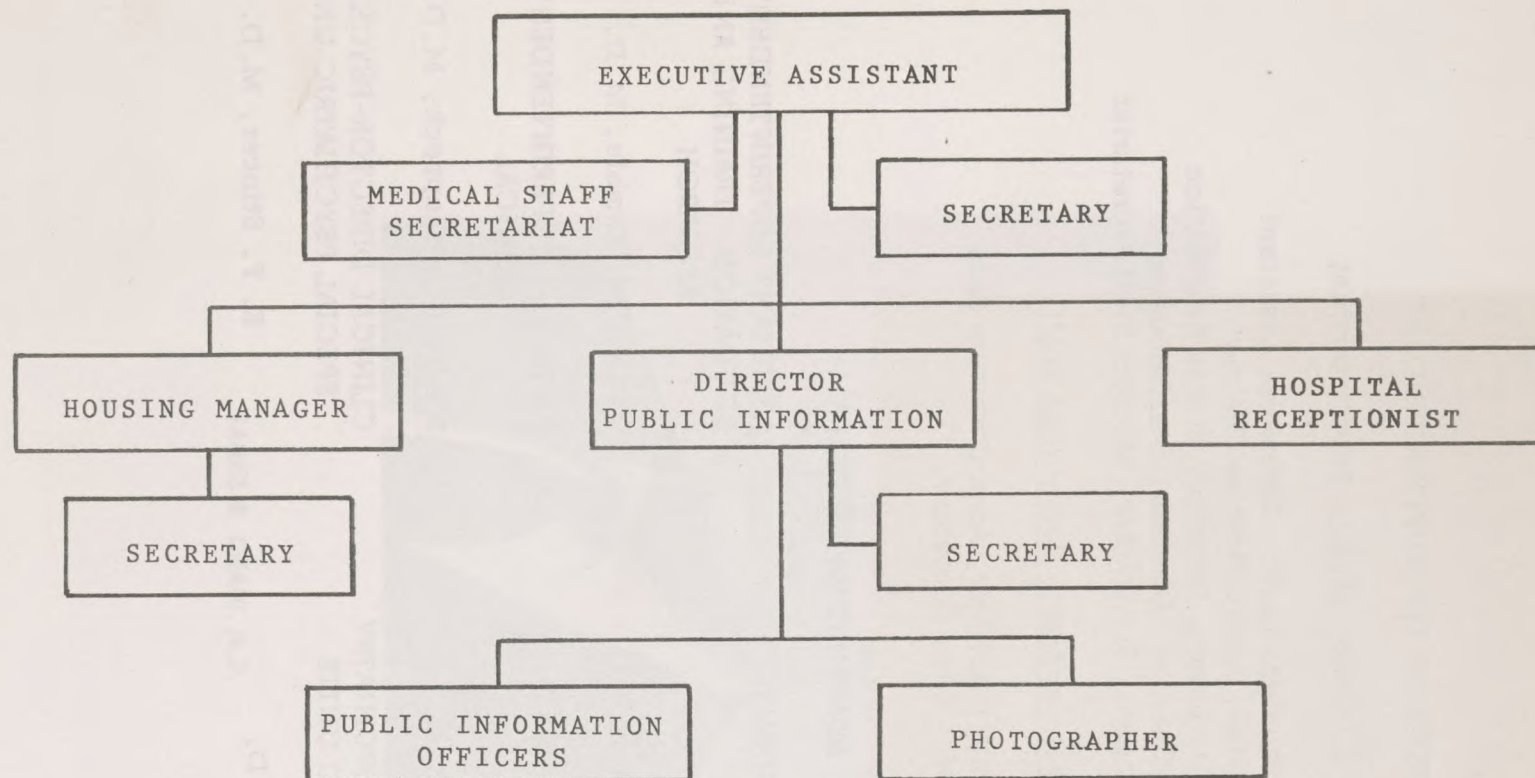 EXECUTIVE ASSISTANT
MEDICAL STAFF
SECRETARIAT
SECRETARY
HOUSING MANAGER
DIRECTOR
PUBLIC INFORMATION
HOSPITAL
RECEPTIONIST
SECRETARY
SECRETARY
PUBLIC INFORMATION
OFFICERS
PHOTOGRAPHER